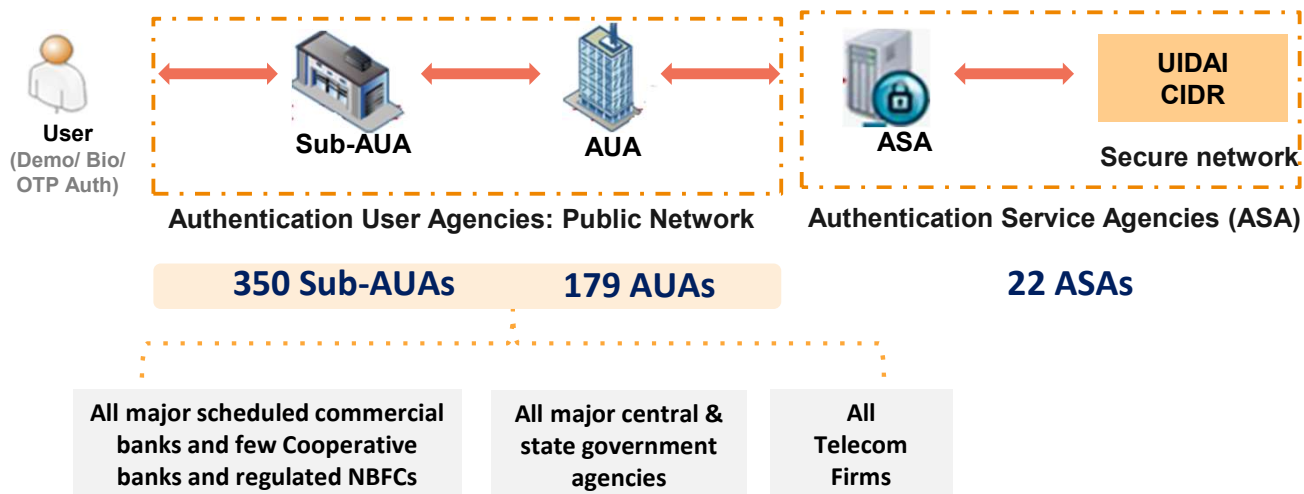 User
(Demo/ Bio/
OTP Auth)
Sub-AUA
AUA
ASA
UIDAI
CIDR
Secure network
Authentication User Agencies: Public Network
Authentication Service Agencies (ASA)
350 Sub-AUAs
179 AUAs
22 ASAs
All major scheduled commercial
banks and few Cooperative
banks and regulated NBFCs
All major central &
state government
agencies
All
Telecom
Firms